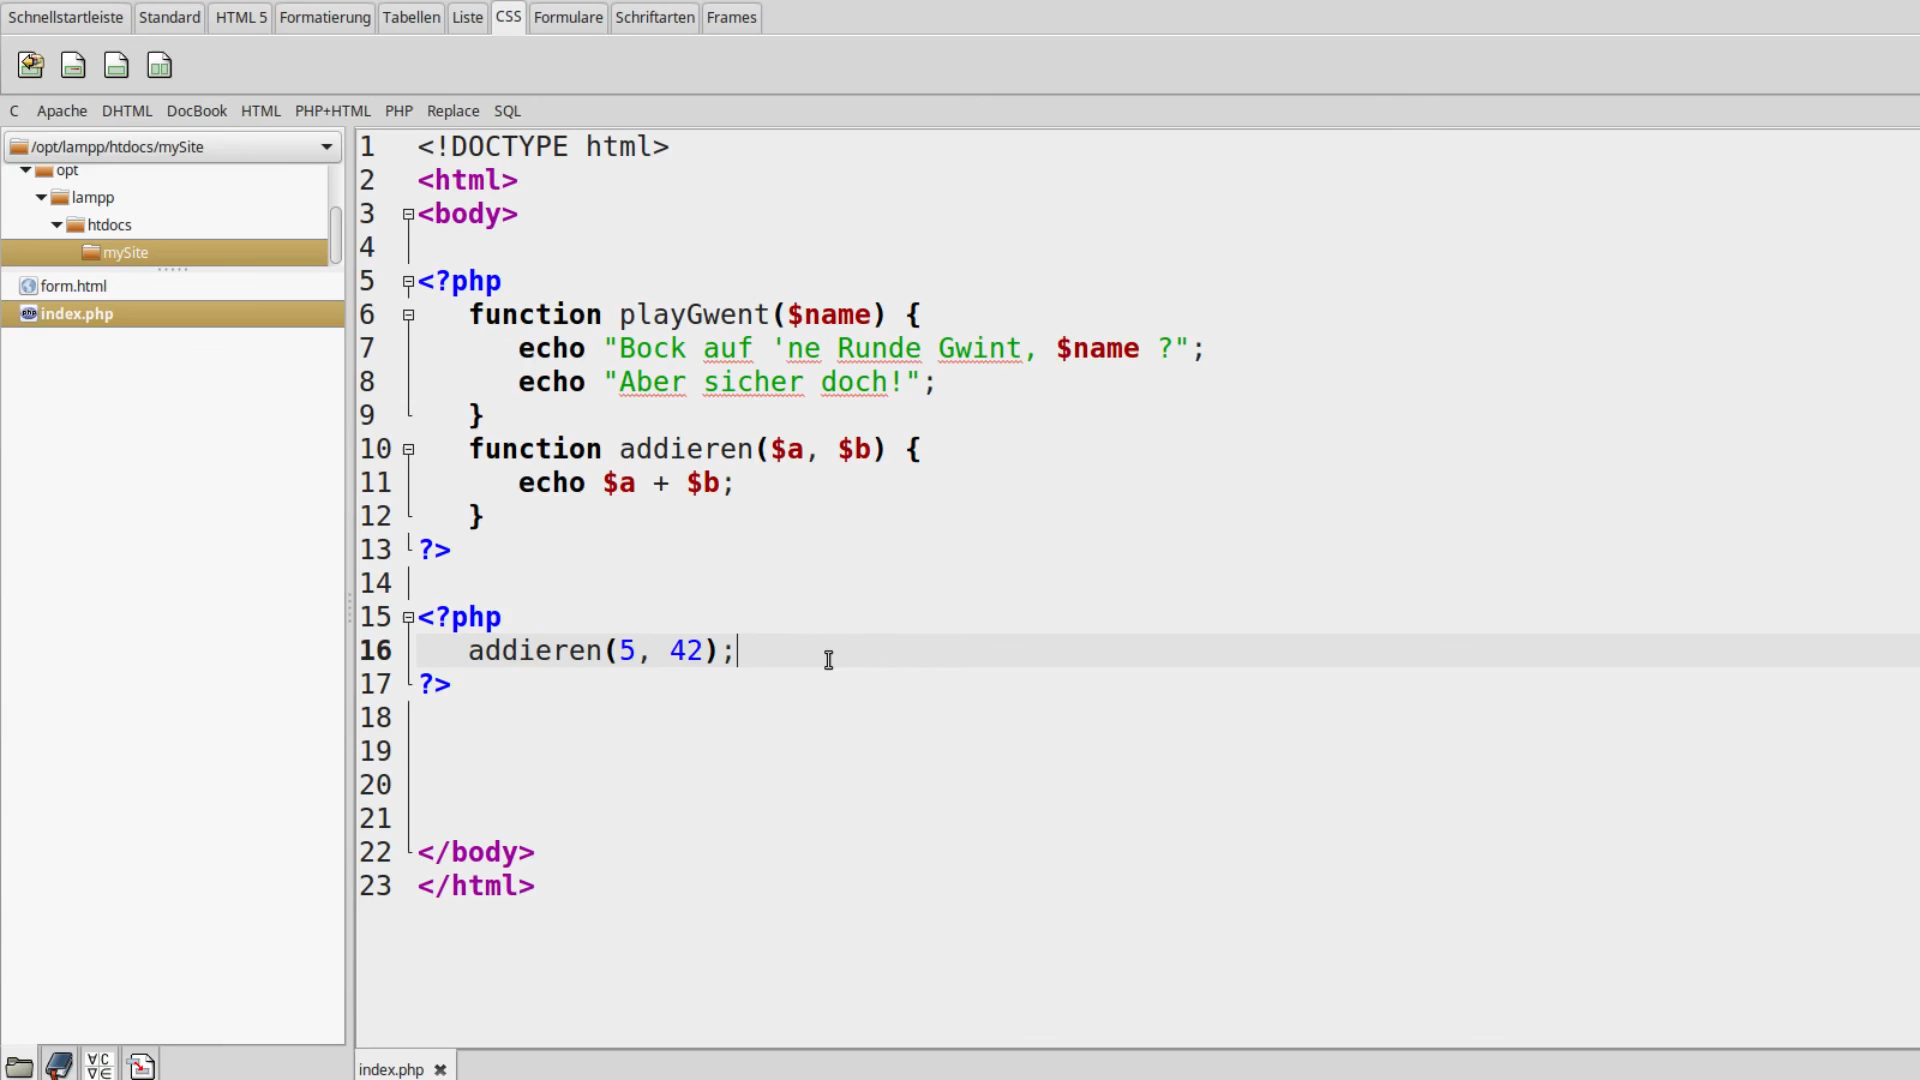 Schnellstartleiste Standard HTML 5 Formatierung Tabellen Liste CSS Formulare Schriftarten Frames
C Apache DHTML DocBook HTML PHP+HTML PHP Replace SQL
/opt/lampp/htdocs/mySite
opt
lampp
htdocs
mySite
form.html
index.php
1 <!DOCTYPE html>
2 <html>
3 <body>
4
5 <?php
6 function playGwent($name) {
7 echo "Bock auf 'ne Runde Gwint, $name ?";
8 echo "Aber sicher doch!";
9 }
10 function addieren($a, $b) {
11 echo $a + $b;
12 }
13 ?>
14
15 <?php
16 addieren(5, 42);
17 ?>
18
19
20
21
22 </body>
23 </html>
index.php